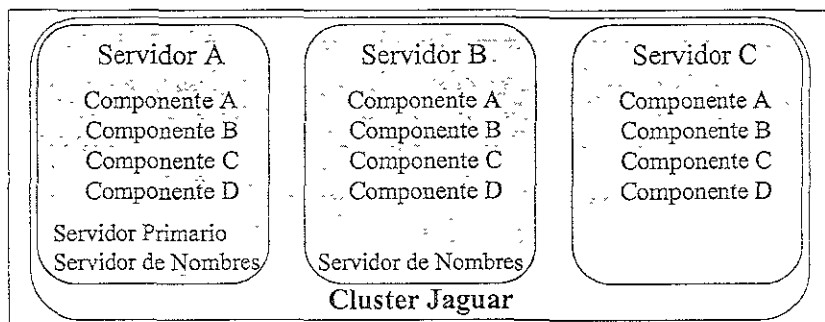 Servidor A
Componente A
Componente B
Componente C
Componente D
Servidor Primario
Servidor de Nombres
Servidor B
Componente A
Componente B
Componente C
Componente D
Servidor de Nombres
Servidor C
Componente A
Componente B
Componente C
Componente D
Cluster Jaguar